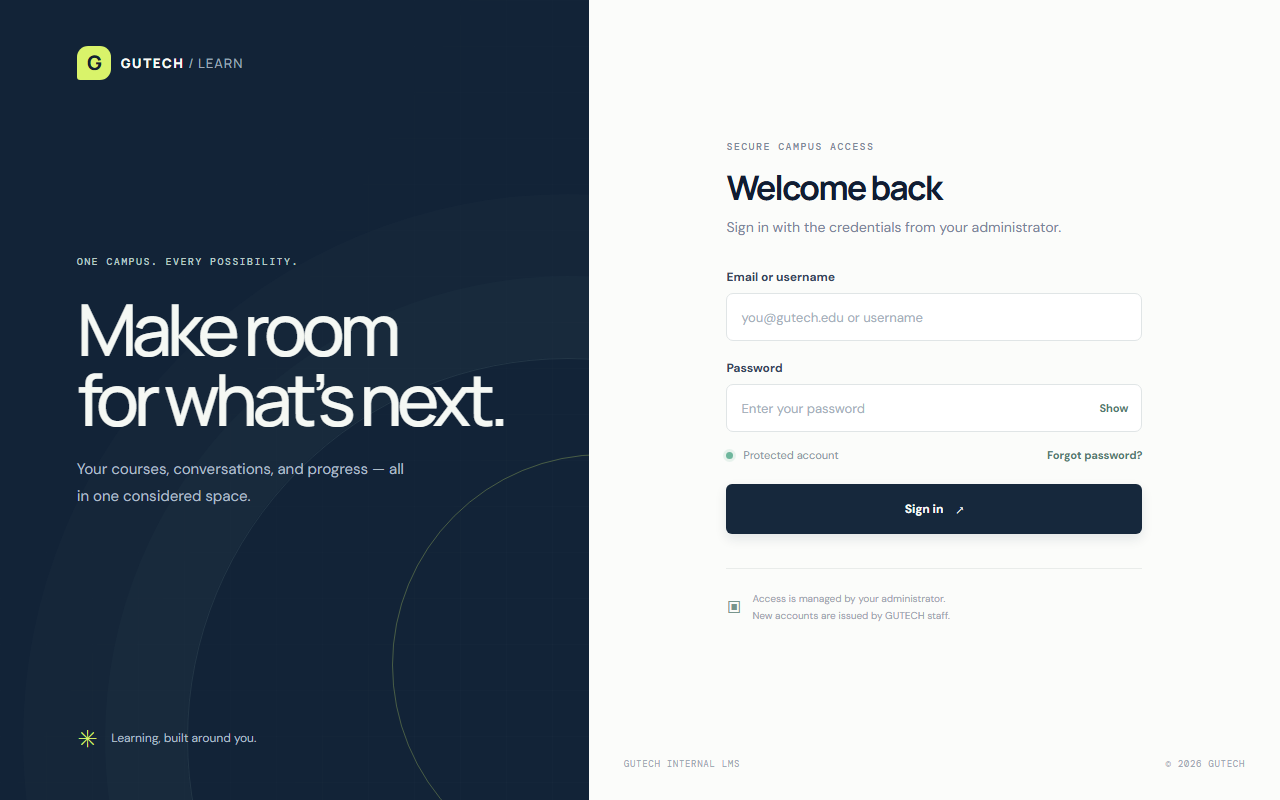 G GUTECH / LEARN
ONE CAMPUS. EVERY POSSIBILITY.
Make room
for what's next.
Your courses, conversations, and progress — all
in one considered space.
Learning, built around you.
SECURE CAMPUS ACCESS
Welcome back
Sign in with the credentials from your administrator.
Email or username
you@gutech.edu or username
Password
Enter your password
Show
Protected account
Forgot password?
Sign in ↗
Access is managed by your administrator.
New accounts are issued by GUTECH staff.
GUTECH INTERNAL LMS
© 2026 GUTECH